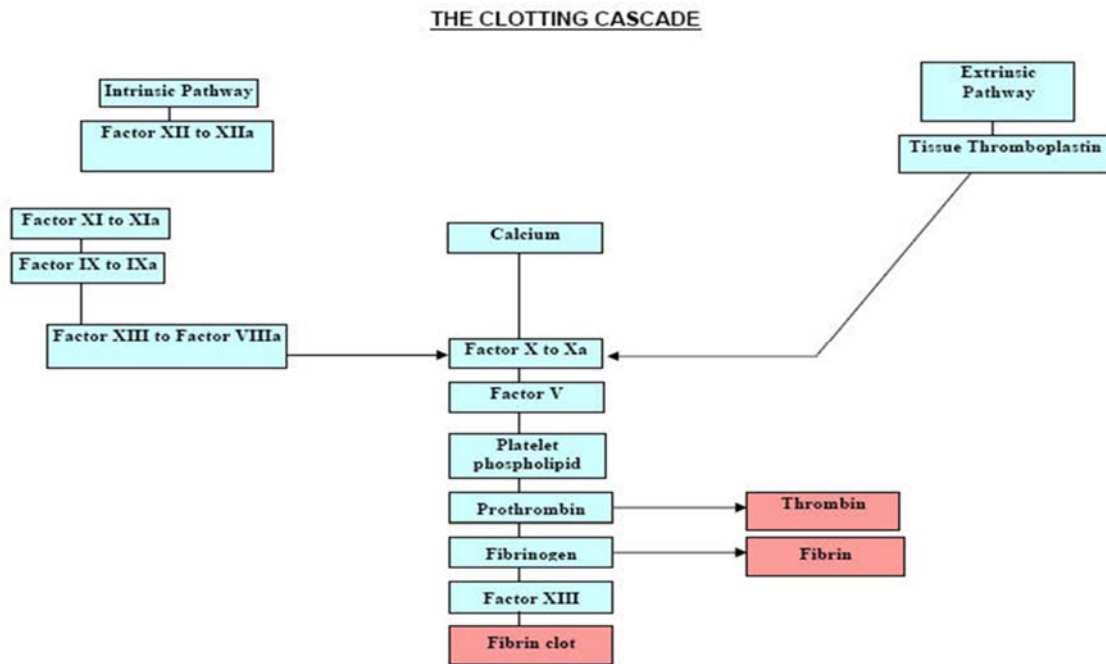 THE CLOTTING CASCADE
Intrinsic Pathway
Factor XII to XIIa
Extrinsic
Pathway
Tissue Thromboplastin
Factor XI to XIa
Factor IX to IXa
Factor XIII to Factor VIIIa
Calcium
Factor X to Xa
Factor V
Platelet
phospholipid
Prothrombin
Thrombin
Fibrinogen
Fibrin
Factor XIII
Fibrin clot